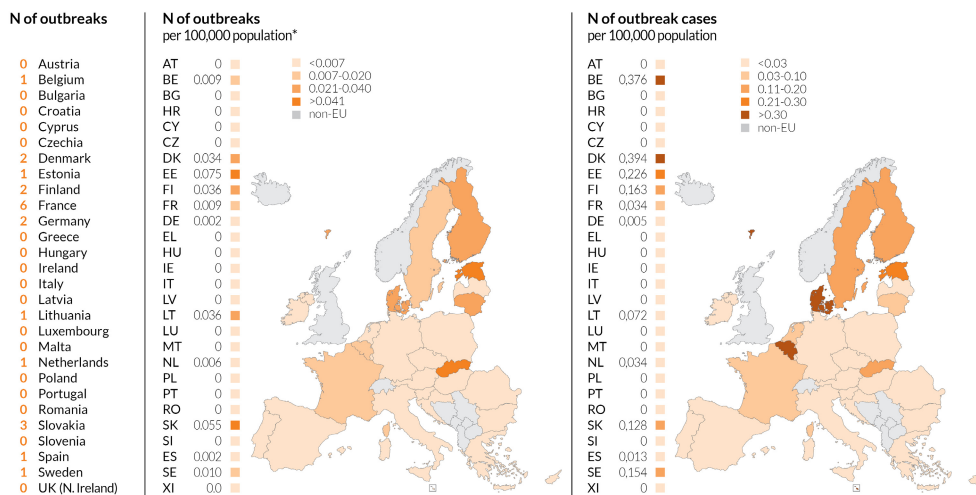 N of outbreaks
0 Austria
1 Belgium
0 Bulgaria
0 Croatia
0 Cyprus
0 Czechia
2 Denmark
1 Estonia
2 Finland
6 France
2 Germany
0 Greece
0 Hungary
0 Ireland
0 Italy
0 Latvia
1 Lithuania
0 Luxembourg
0 Malta
1 Netherlands
0 Poland
0 Portugal
0 Romania
3 Slovakia
0 Slovenia
1 Spain
1 Sweden
0 UK (N. Ireland)
N of outbreaks
per 100,000 population*
AT 0
BE 0.009
BG 0
HR 0
CY 0
CZ 0
DK 0.034
EE 0.075
FI 0.036
FR 0.009
DE 0.002
EL 0
HU 0
IE 0
IT 0
LV 0
LT 0.036
LU 0
MT 0
NL 0.006
PL 0
PT 0
RO 0
SK 0.055
SI 0
ES 0.002
SE 0.010
XI 0.0
<0.007
0.007-0.020
0.021-0.040
>0.041
non-EU
N of outbreak cases
per 100,000 population
AT 0
BE 0,376
BG 0
HR 0
CY 0
CZ 0
DK 0,394
EE 0,226
FI 0,163
FR 0,034
DE 0,005
EL 0
HU 0
IE 0
IT 0
LV 0
LT 0,072
LU 0
MT 0
NL 0,034
PL 0
PT 0
RO 0
SK 0,128
SI 0
ES 0,013
SE 0,154
XI 0
<0.03
0.03-0.10
0.11-0.20
0.21-0.30
>0.30
non-EU